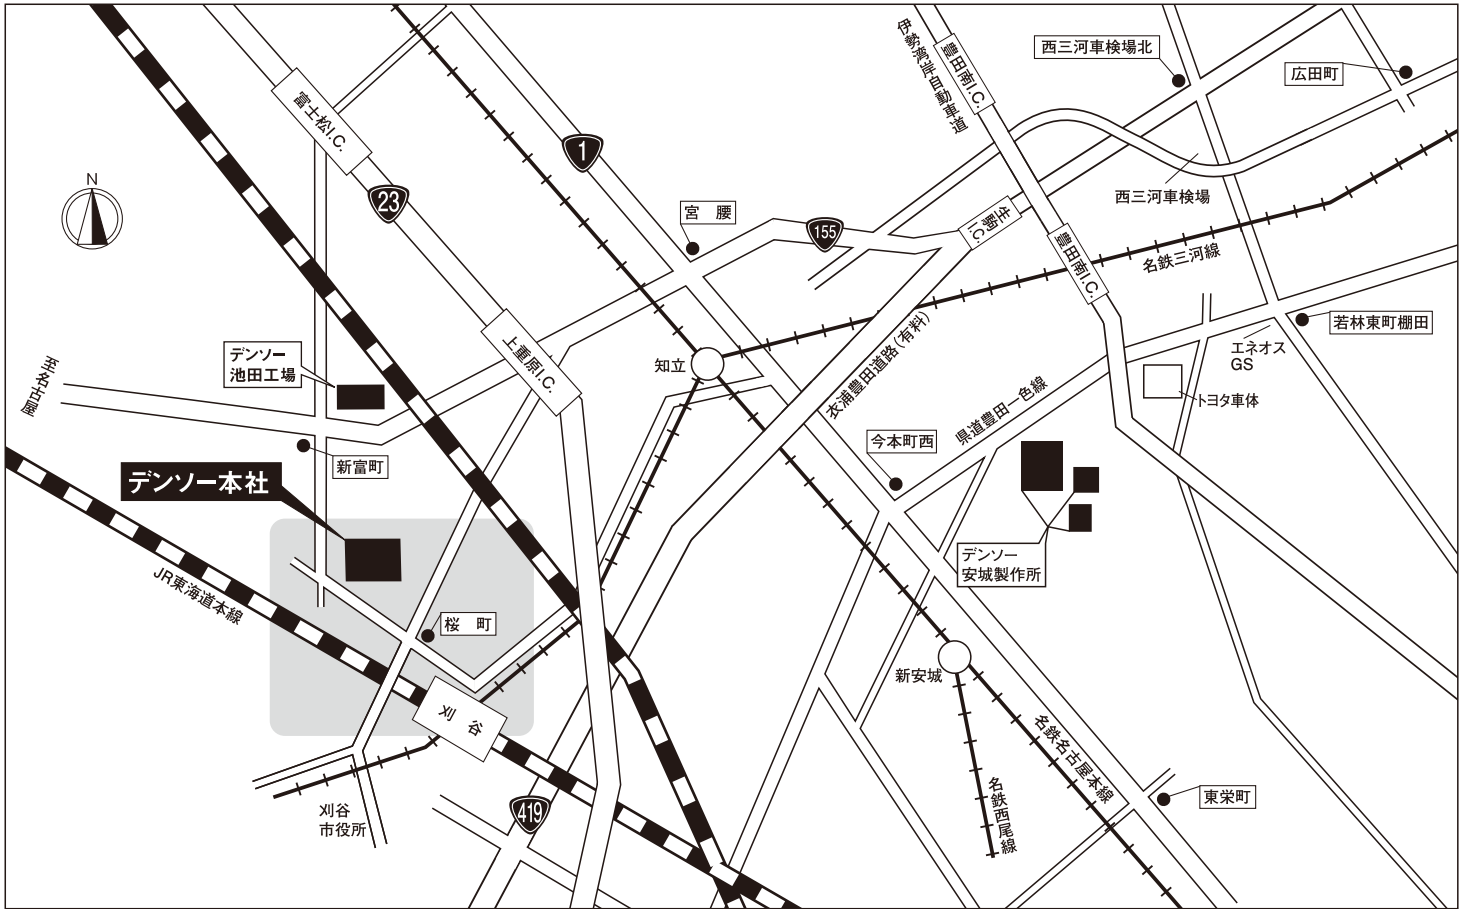 伊勢湾岸自動車道
豊田南I.C.
西三河車検場北
広田町
富士松I.C.
1
N
23
西三河車検場
宮 腰
155
生駒I.C.
豊田南I.C.
名鉄三河線
若林東町棚田
上重原I.C.
デンソー
池田工場
知立
エネオス
GS
至名古屋
衣浦豊田道路(有料)
県道豊田一色線
トヨタ車体
今本町西
新富町
デンソー本社
デンソー
安城製作所
JR東海道本線
桜 町
新安城
刈 谷
名鉄名古屋本線
名鉄西尾線
東栄町
419
刈谷
市役所